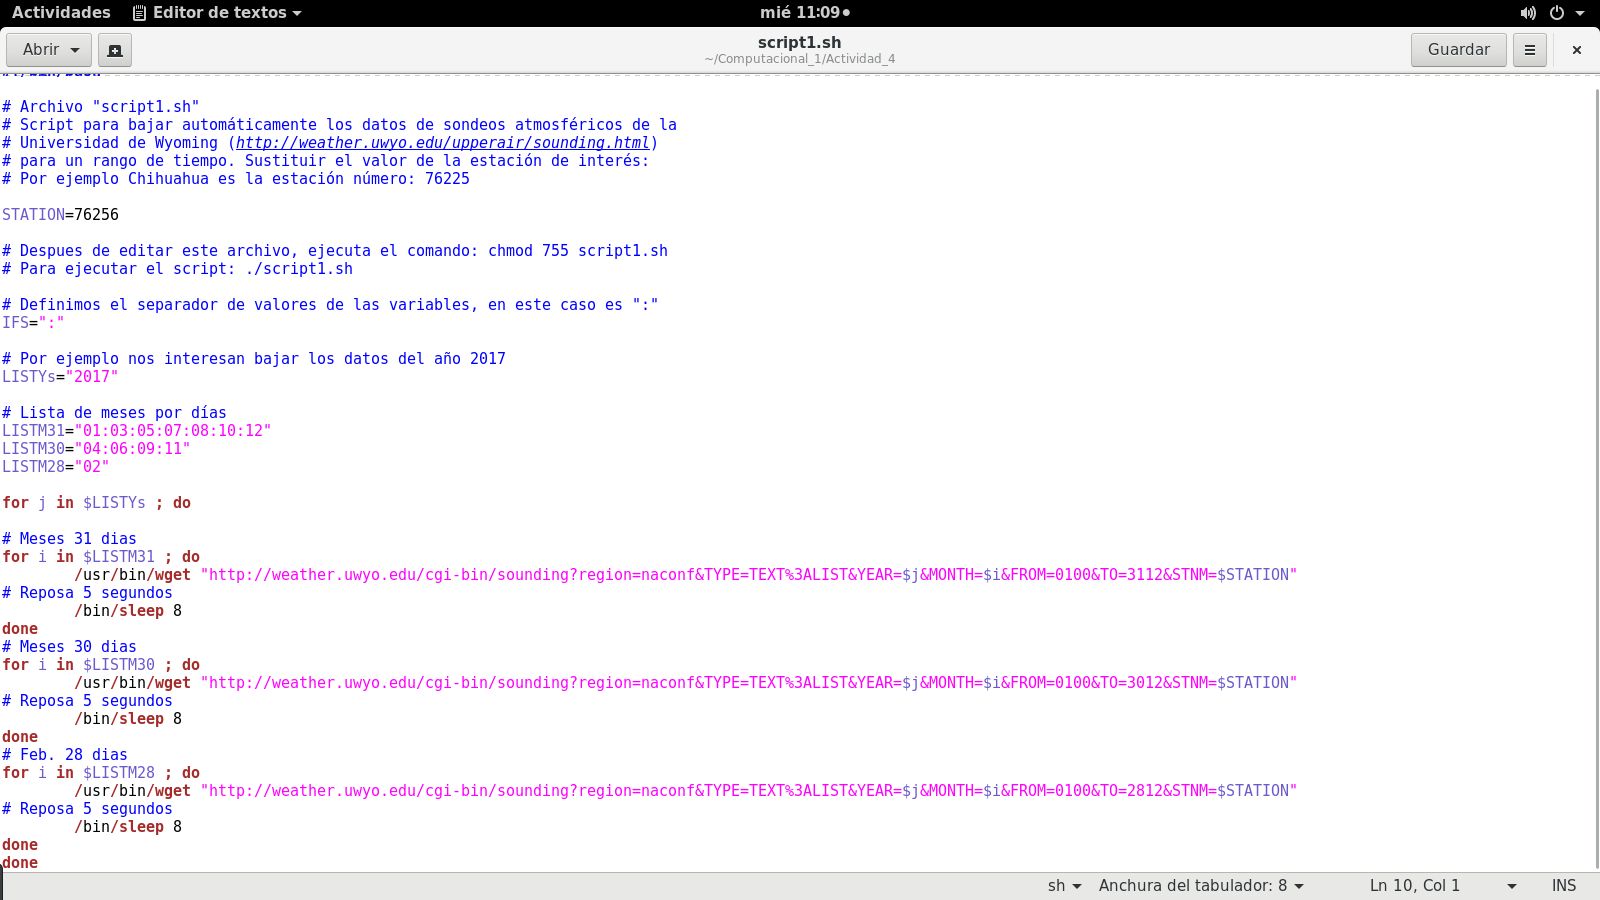 Actividades Editor de textos mié 11:09
Abrir script1.sh Guardar
~/Computacional_1/Actividad_4
#!/bin/bash
# Archivo "script1.sh"
# Script para bajar automáticamente los datos de sondeos atmosféricos de la
# Universidad de Wyoming (http://weather.uwyo.edu/upperair/sounding.html)
# para un rango de tiempo. Sustituir el valor de la estación de interés:
# Por ejemplo Chihuahua es la estación número: 76225
STATION=76256
# Despues de editar este archivo, ejecuta el comando: chmod 755 script1.sh
# Para ejecutar el script: ./script1.sh
# Definimos el separador de valores de las variables, en este caso es ":"
IFS=":"
# Por ejemplo nos interesan bajar los datos del año 2017
LISTYs="2017"
# Lista de meses por días
LISTM31="01:03:05:07:08:10:12"
LISTM30="04:06:09:11"
LISTM28="02"
for j in $LISTYs ; do
# Meses 31 dias
for i in $LISTM31 ; do
/usr/bin/wget "http://weather.uwyo.edu/cgi-bin/sounding?region=naconf&TYPE=TEXT%3ALIST&YEAR=$j&MONTH=$i&FROM=0100&TO=3112&STNM=$STATION"
# Reposa 5 segundos
/bin/sleep 8
done
# Meses 30 dias
for i in $LISTM30 ; do
/usr/bin/wget "http://weather.uwyo.edu/cgi-bin/sounding?region=naconf&TYPE=TEXT%3ALIST&YEAR=$j&MONTH=$i&FROM=0100&TO=3012&STNM=$STATION"
# Reposa 5 segundos
/bin/sleep 8
done
# Feb. 28 dias
for i in $LISTM28 ; do
/usr/bin/wget "http://weather.uwyo.edu/cgi-bin/sounding?region=naconf&TYPE=TEXT%3ALIST&YEAR=$j&MONTH=$i&FROM=0100&TO=2812&STNM=$STATION"
# Reposa 5 segundos
/bin/sleep 8
done
done
sh Anchura del tabulador: 8 Ln 10, Col 1 INS